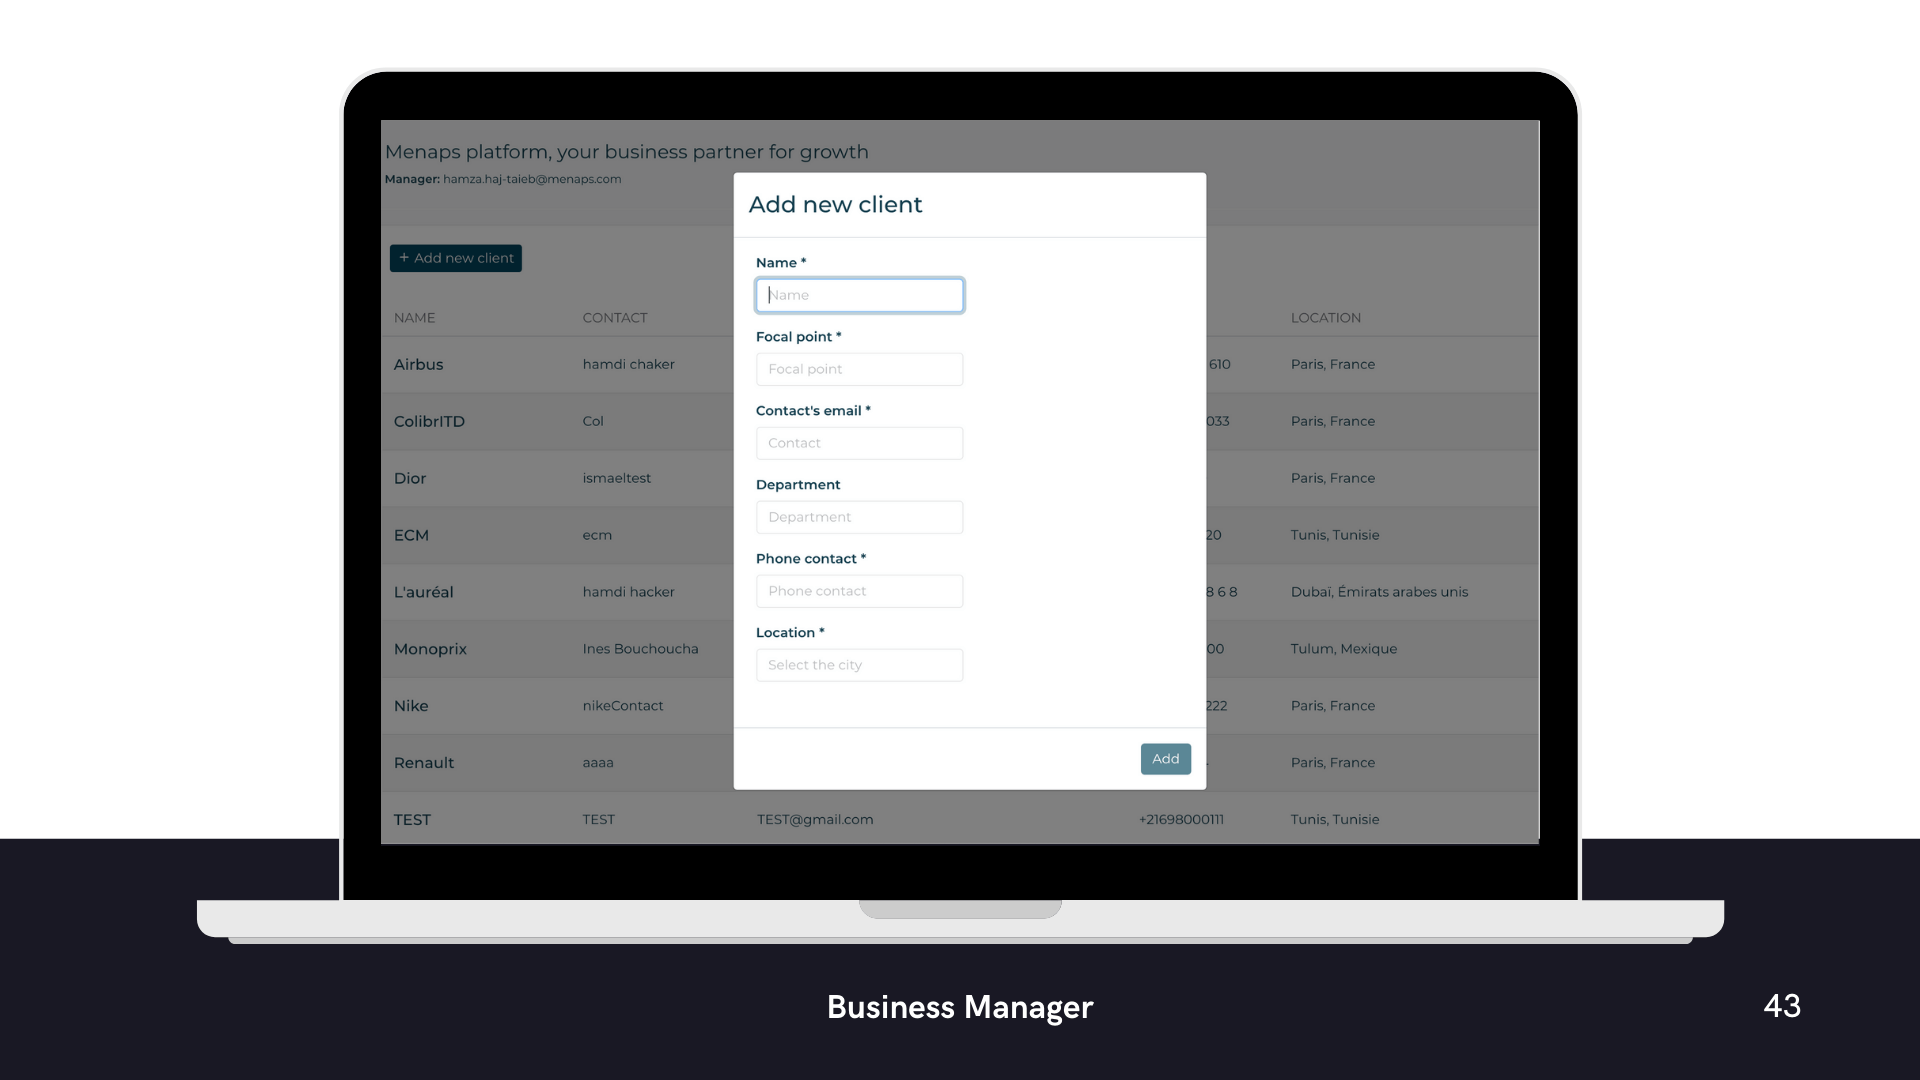 Menaps platform, your business partner for growth
Manager: hamza.haj-taieb@menaps.com
+ Add new client
NAME CONTACT LOCATION
Airbus hamdi chaker 610 Paris, France
ColibrITD Col 033 Paris, France
Dior ismaeltest Paris, France
ECM ecm 20 Tunis, Tunisie
L'auréal hamdi hacker 8 6 8 Dubaï, Émirats arabes unis
Monoprix Ines Bouchoucha 00 Tulum, Mexique
Nike nikeContact 222 Paris, France
Renault aaaa Paris, France
TEST TEST TEST@gmail.com +21698000111 Tunis, Tunisie
Add new client
Name *
Name
Focal point *
Focal point
Contact's email *
Contact
Department
Department
Phone contact *
Phone contact
Location *
Select the city
Add
Business Manager
43